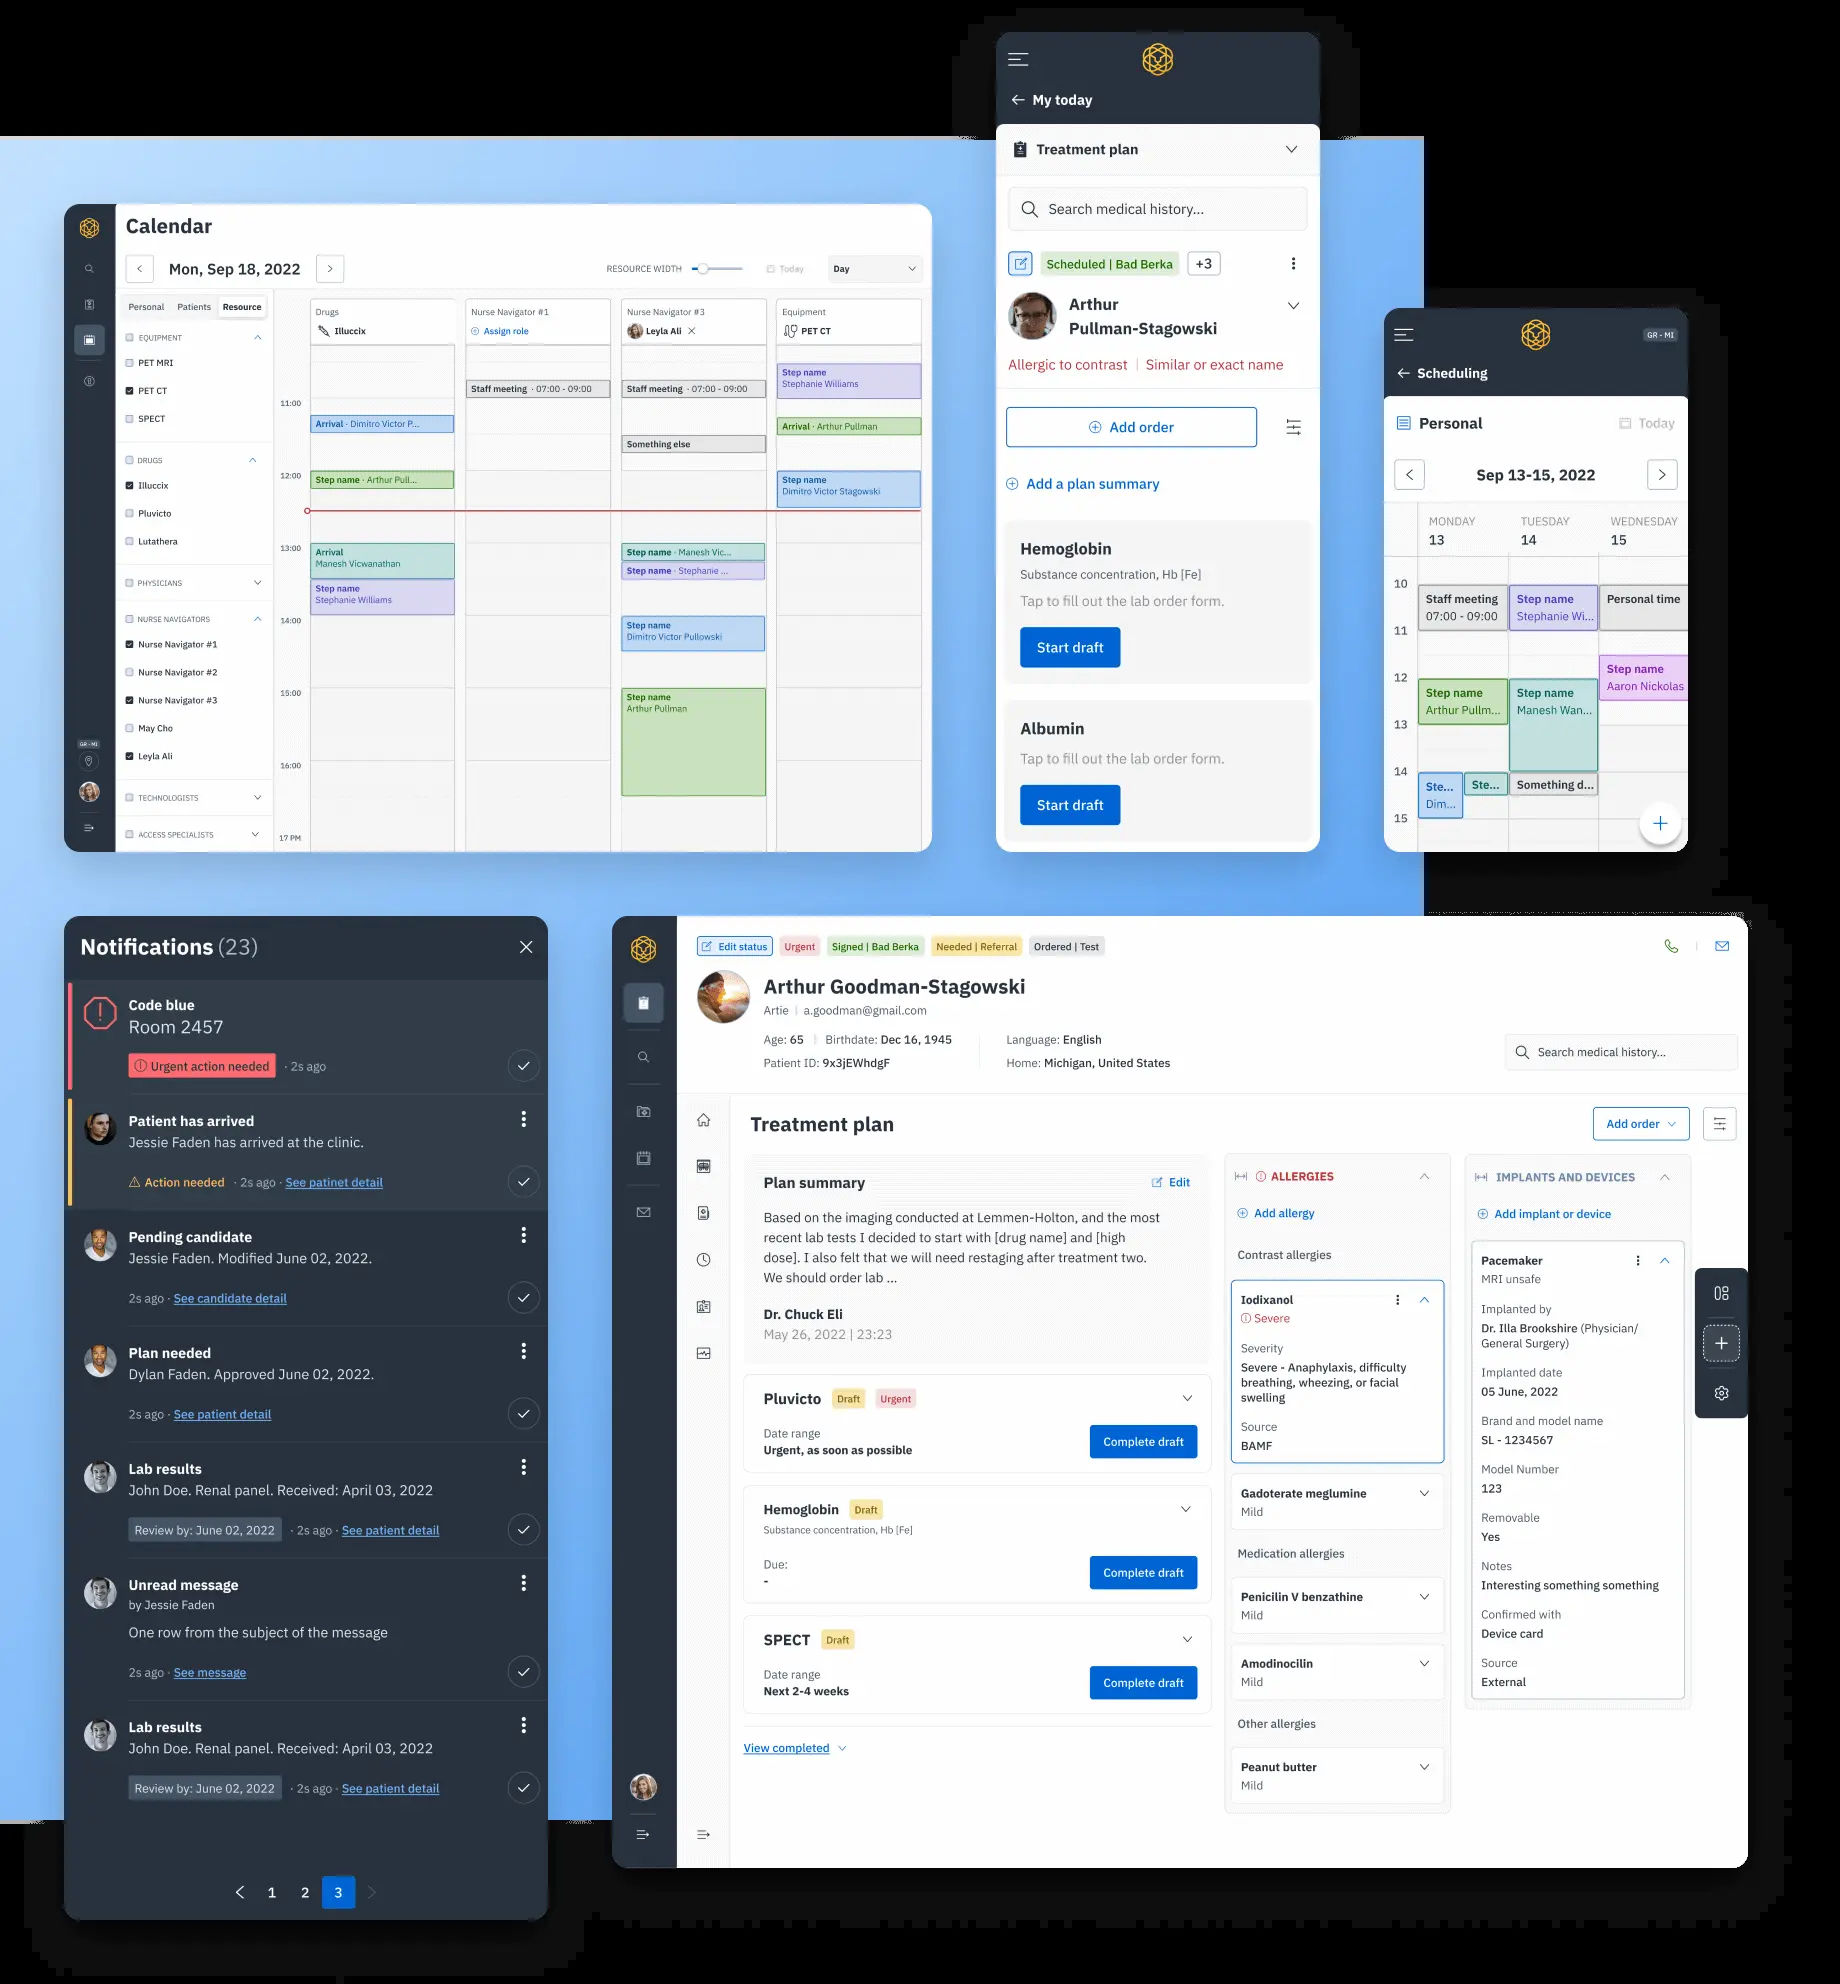 My today
Treatment plan
Search medical history...
Scheduled | Bad Berka
+3
Arthur
Pullman-Stagowski
Allergic to contrast | Similar or exact name
Add order
Add a plan summary
Hemoglobin
Substance concentration, Hb [Fe]
Tap to fill out the lab order form.
Start draft
Albumin
Tap to fill out the lab order form.
Start draft
Calendar
Mon, Sep 18, 2022
RESOURCE WIDTH
Today
Day
Personal
Patients
Resource
EQUIPMENT
PET MRI
PET CT
SPECT
DRUGS
Illuccix
Pluvicto
Lutathera
PHYSICIANS
NURSE NAVIGATORS
Nurse Navigator #1
Nurse Navigator #2
Nurse Navigator #3
May Cho
Leyla Ali
TECHNOLOGISTS
ACCESS SPECIALISTS
GR - MI
11:00
12:00
13:00
14:00
15:00
16:00
17 PM
Drugs
Illuccix
Arrival · Dimitro Victor P...
Step name · Arthur Pull...
Arrival
Manesh Vicwanathan
Step name
Stephanie Williams
Nurse Navigator #1
Assign role
Staff meeting · 07:00 - 09:00
Nurse Navigator #3
Leyla Ali
Staff meeting · 07:00 - 09:00
Something else
Step name · Manesh Vic...
Step name · Stephanie ...
Step name
Dimitro Victor Pullowski
Step name
Arthur Pullman
Equipment
PET CT
Step name
Stephanie Williams
Arrival · Arthur Pullman
Step name
Dimitro Victor Stagowski
GR - MI
Scheduling
Personal
Today
Sep 13-15, 2022
MONDAY
13
TUESDAY
14
WEDNESDAY
15
10
11
12
13
14
15
Staff meeting
07:00 - 09:00
Step name
Stephanie Wi...
Personal time
Step name
Aaron Nickolas
Step name
Arthur Pullm...
Step name
Manesh Wan...
Ste...
Dim...
Ste...
Something d...
Notifications (23)
Code blue
Room 2457
Urgent action needed · 2s ago
Patient has arrived
Jessie Faden has arrived at the clinic.
Action needed · 2s ago · See patinet detail
Pending candidate
Jessie Faden. Modified June 02, 2022.
2s ago · See candidate detail
Plan needed
Dylan Faden. Approved June 02, 2022.
2s ago · See patient detail
Lab results
John Doe. Renal panel. Received: April 03, 2022
Review by: June 02, 2022 · 2s ago · See patient detail
Unread message
by Jessie Faden
One row from the subject of the message
2s ago · See message
Lab results
John Doe. Renal panel. Received: April 03, 2022
Review by: June 02, 2022 · 2s ago · See patient detail
1 2 3
Edit status
Urgent
Signed | Bad Berka
Needed | Referral
Ordered | Test
Arthur Goodman-Stagowski
Artie | a.goodman@gmail.com
Age: 65 | Birthdate: Dec 16, 1945
Patient ID: 9x3jEWhdgF
Language: English
Home: Michigan, United States
Search medical history...
Treatment plan
Add order
Plan summary
Edit
Based on the imaging conducted at Lemmen-Holton, and the most
recent lab tests I decided to start with [drug name] and [high
dose]. I also felt that we will need restaging after treatment two.
We should order lab ...
Dr. Chuck Eli
May 26, 2022 | 23:23
Pluvicto
Draft
Urgent
Date range
Urgent, as soon as possible
Complete draft
Hemoglobin
Draft
Substance concentration, Hb [Fe]
Due:
-
Complete draft
SPECT
Draft
Date range
Next 2-4 weeks
Complete draft
View completed
ALLERGIES
Add allergy
Contrast allergies
Iodixanol
Severe
Severity
Severe - Anaphylaxis, difficulty
breathing, wheezing, or facial
swelling
Source
BAMF
Gadoterate meglumine
Mild
Medication allergies
Penicilin V benzathine
Mild
Amodinocilin
Mild
Other allergies
Peanut butter
Mild
IMPLANTS AND DEVICES
Add implant or device
Pacemaker
MRI unsafe
Implanted by
Dr. Illa Brookshire (Physician/
General Surgery)
Implanted date
05 June, 2022
Brand and model name
SL - 1234567
Model Number
123
Removable
Yes
Notes
Interesting something something
Confirmed with
Device card
Source
External